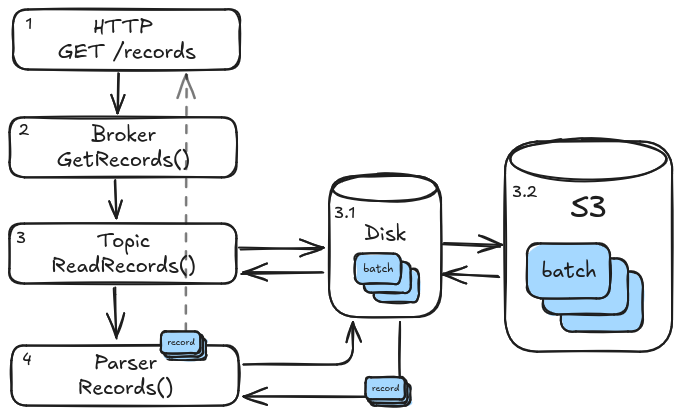 1
HTTP
GET /records
2
Broker
GetRecords()
3
Topic
ReadRecords()
3.1
Disk
batch
3.2
S3
batch
record
4
Parser
Records()
record